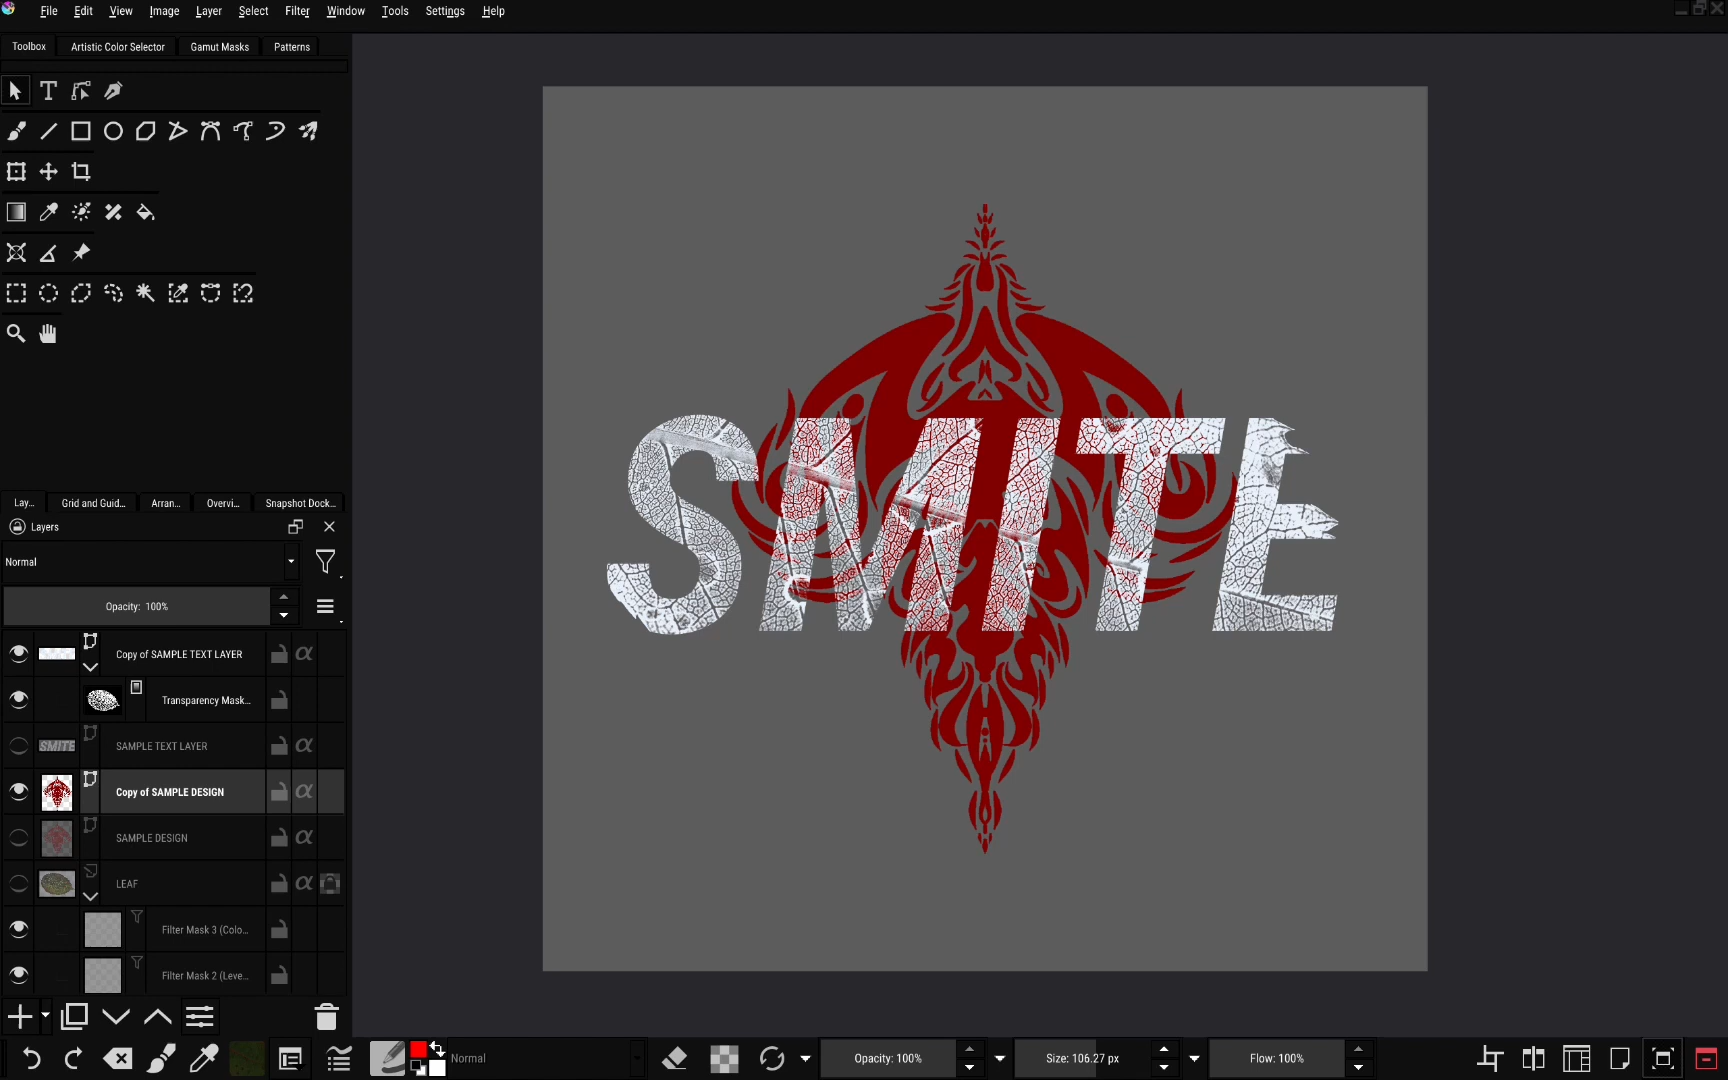 File Edit View Image Layer Select Filter Window Tools Settings Help
Toolbox Artistic Color Selector Gamut Masks Patterns
SMITE
Lay... Grid and Guid... Arran... Overvi... Snapshot Dock...
Layers
Normal
Opacity: 100%
Copy of SAMPLE TEXT LAYER
Transparency Mask...
SMITE SAMPLE TEXT LAYER
Copy of SAMPLE DESIGN
SAMPLE DESIGN
LEAF
Filter Mask 3 (Colo...
Filter Mask 2 (Leve...
Normal Opacity: 100% Size: 106.27 px Flow: 100%